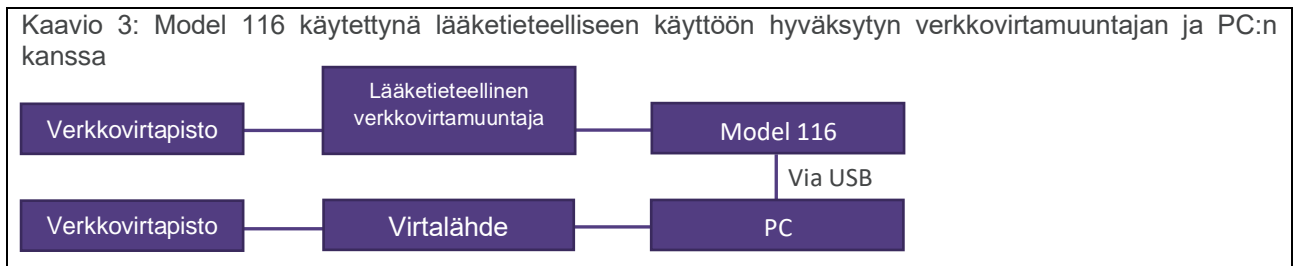 Kaavio 3: Model 116 käytettynä lääketieteelliseen käyttöön hyväksytyn verkkovirtamuuntajan ja PC:n
kanssa
Verkkovirtapisto
Lääketieteellinen
verkkovirtamuuntaja
Model 116
Via USB
Verkkovirtapisto
Virtalähde
PC